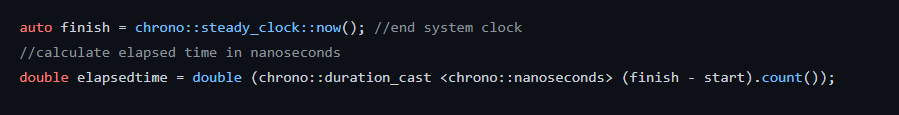 auto finish = chrono::steady_clock::now(); //end system clock
//calculate elapsed time in nanoseconds
double elapsedtime = double (chrono::duration_cast <chrono::nanoseconds> (finish - start).count());